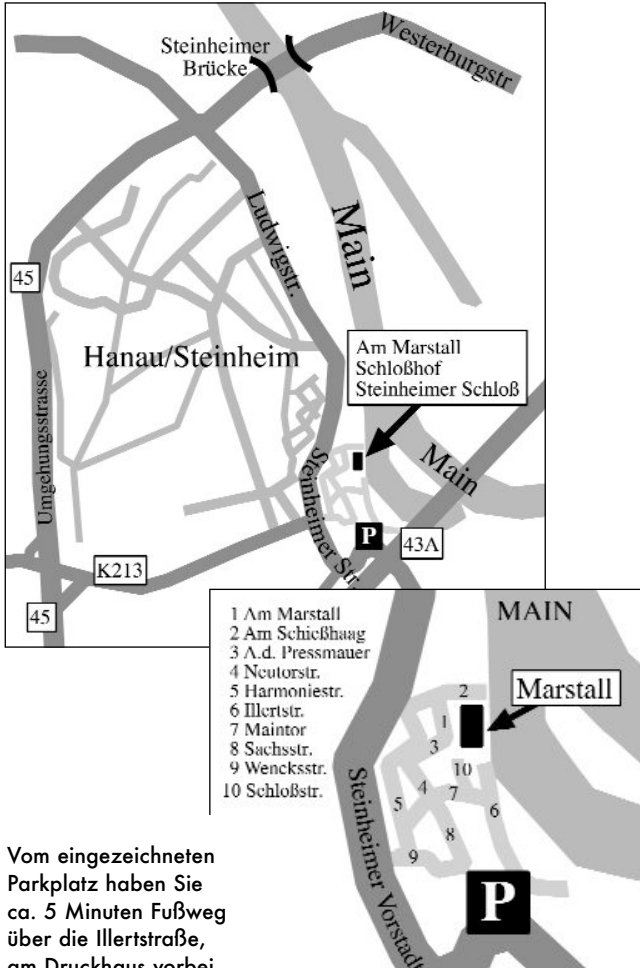 Steinheimer
Brücke
Westerburgstr
Ludwigstr.
Main
45
Hanau/Steinheim
Am Marstall
Schloßhof
Steinheimer Schloß
Umgehungsstrasse
Main
Steinheimer Str.
P
43A
K213
45
1 Am Marstall
2 Am Schießhaag
3 A.d. Pressmauer
4 Neutorstr.
5 Harmoniestr.
6 Illertstr.
7 Maintor
8 Sachsstr.
9 Wencksstr.
10 Schloßstr.
MAIN
Marstall
2
1
3
10
4
7
5
6
8
9
Steinheimer Vorstadt
P
Vom eingezeichneten
Parkplatz haben Sie
ca. 5 Minuten Fußweg
über die Illertstraße,
am Druckhaus vorbei